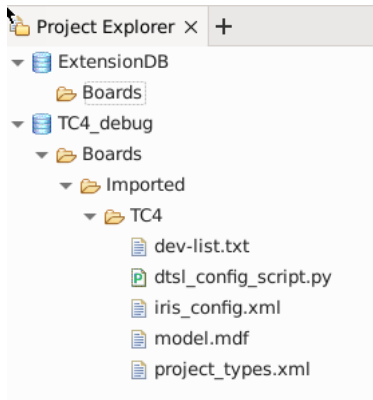 Project Explorer
ExtensionDB
Boards
TC4_debug
Boards
Imported
TC4
dev-list.txt
dtsl_config_script.py
iris_config.xml
model.mdf
project_types.xml